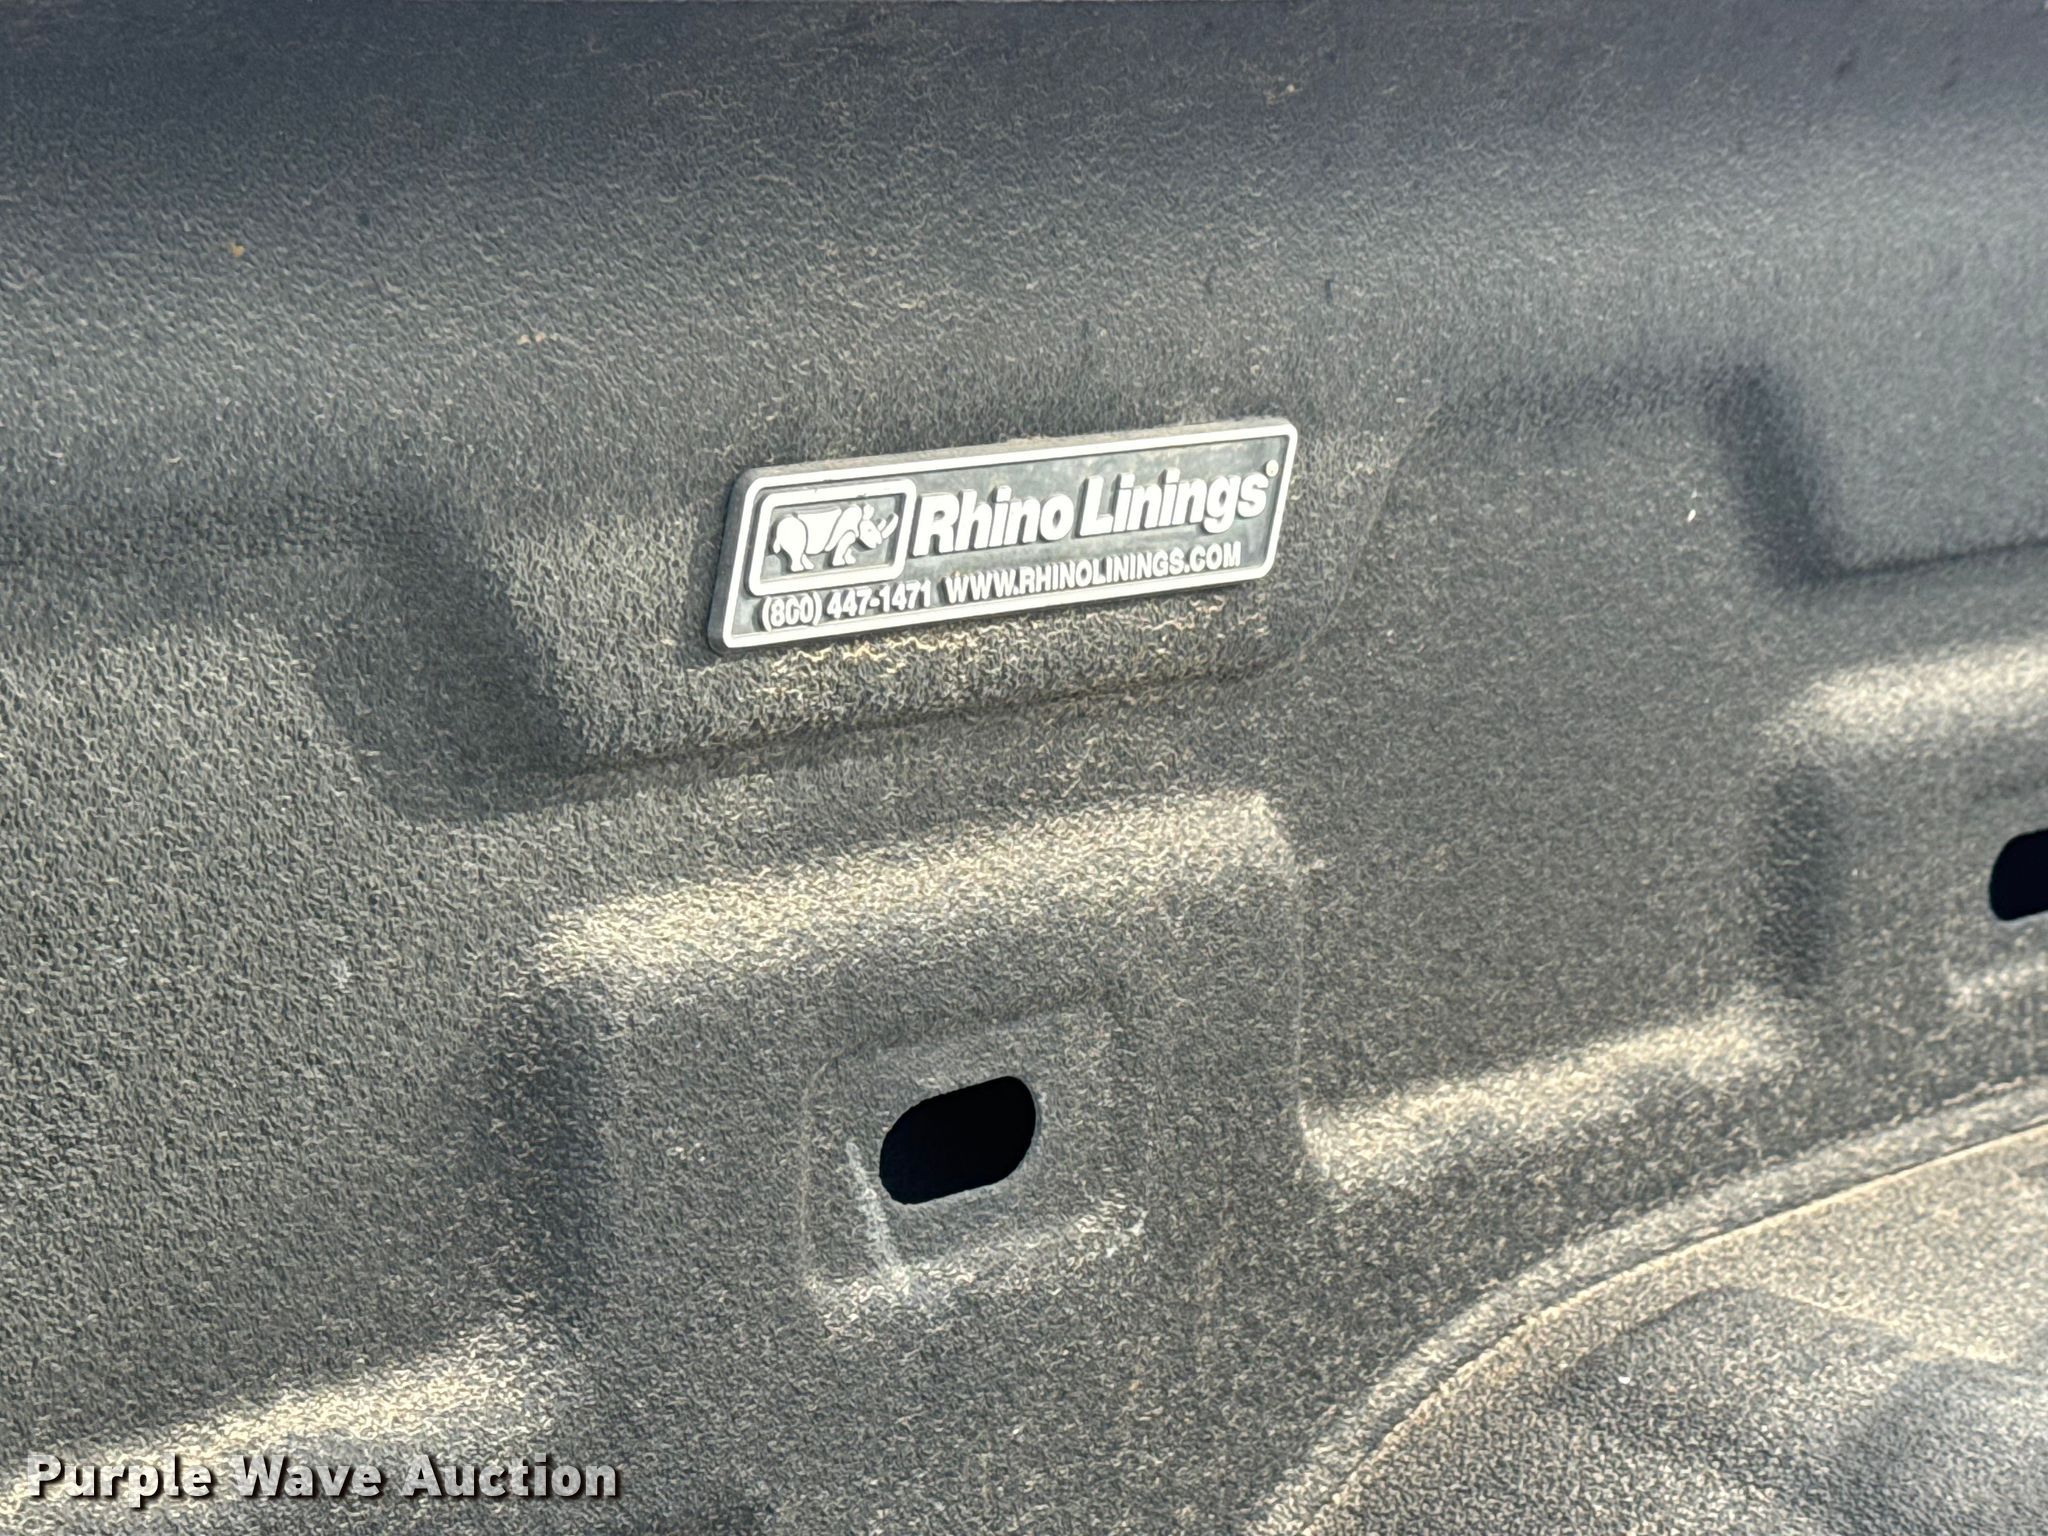 Rhino Linings®
(800) 447-1471 WWW.RHINOLININGS.COM
Purple Wave Auction